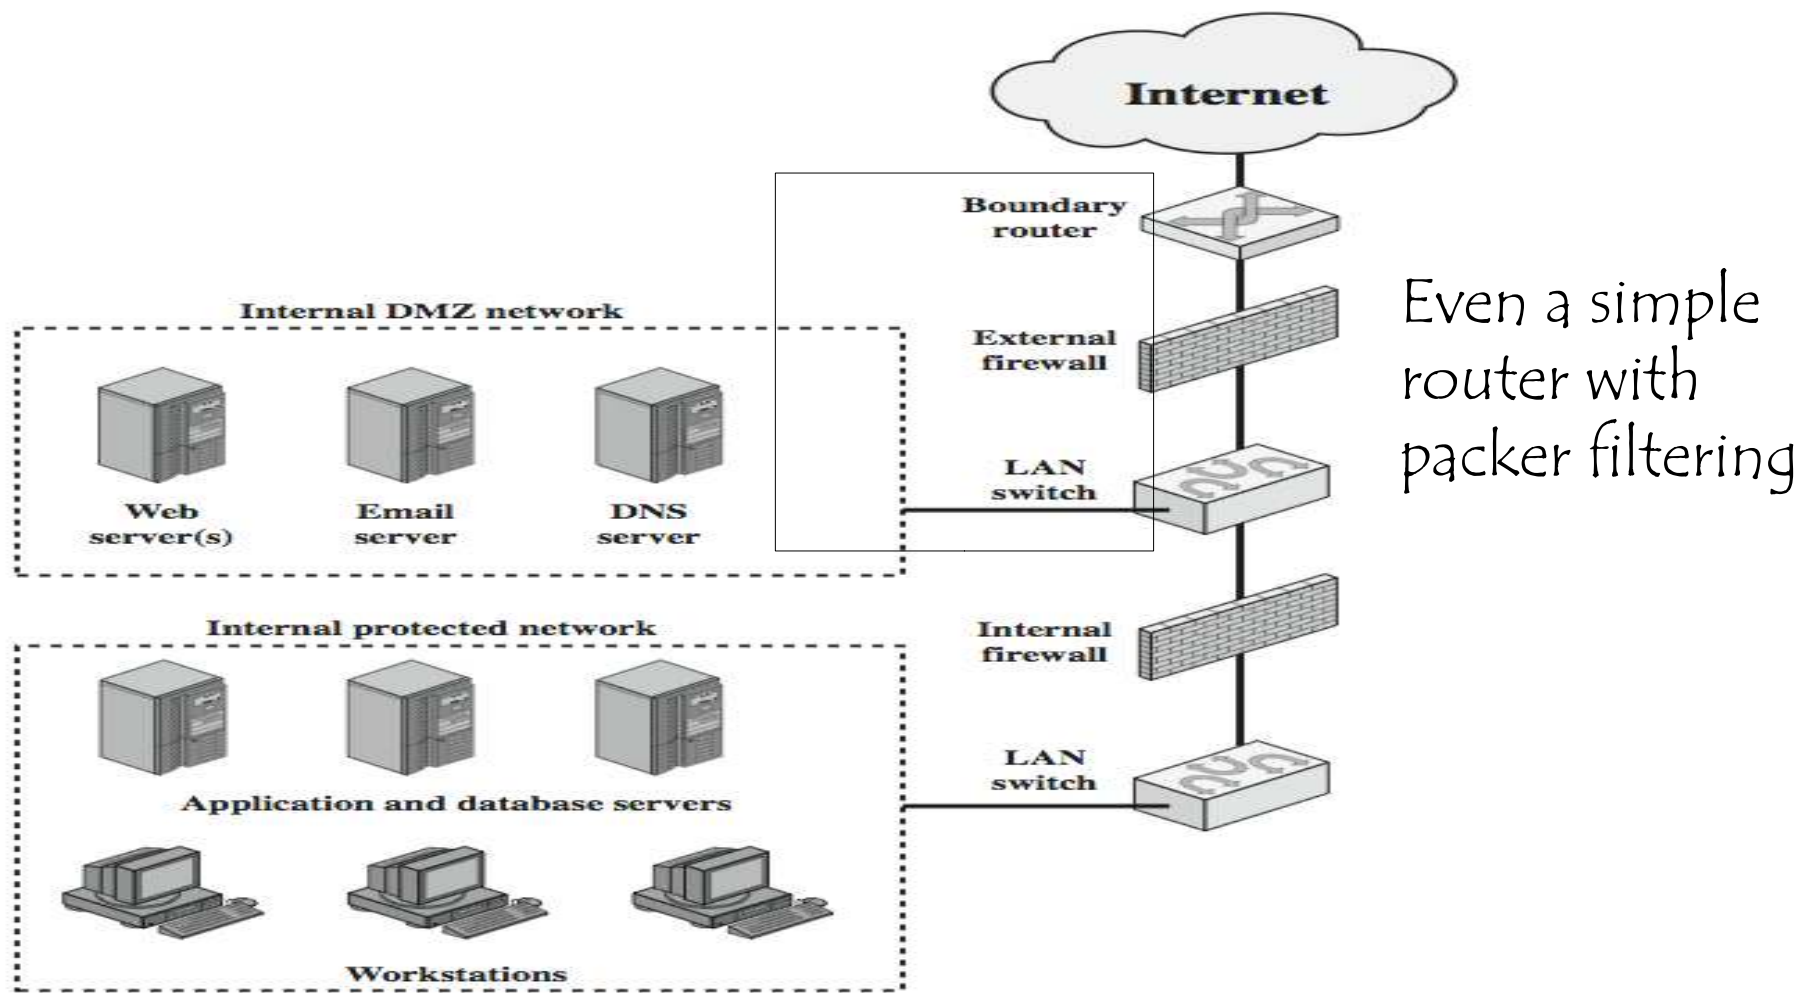 Internet
Boundary
router
Internal DMZ network
External
firewall
Even a simple
router with
packer filtering
LAN
switch
Web
server(s)
Email
server
DNS
server
Internal
firewall
Internal protected network
LAN
switch
Application and database servers
Workstations